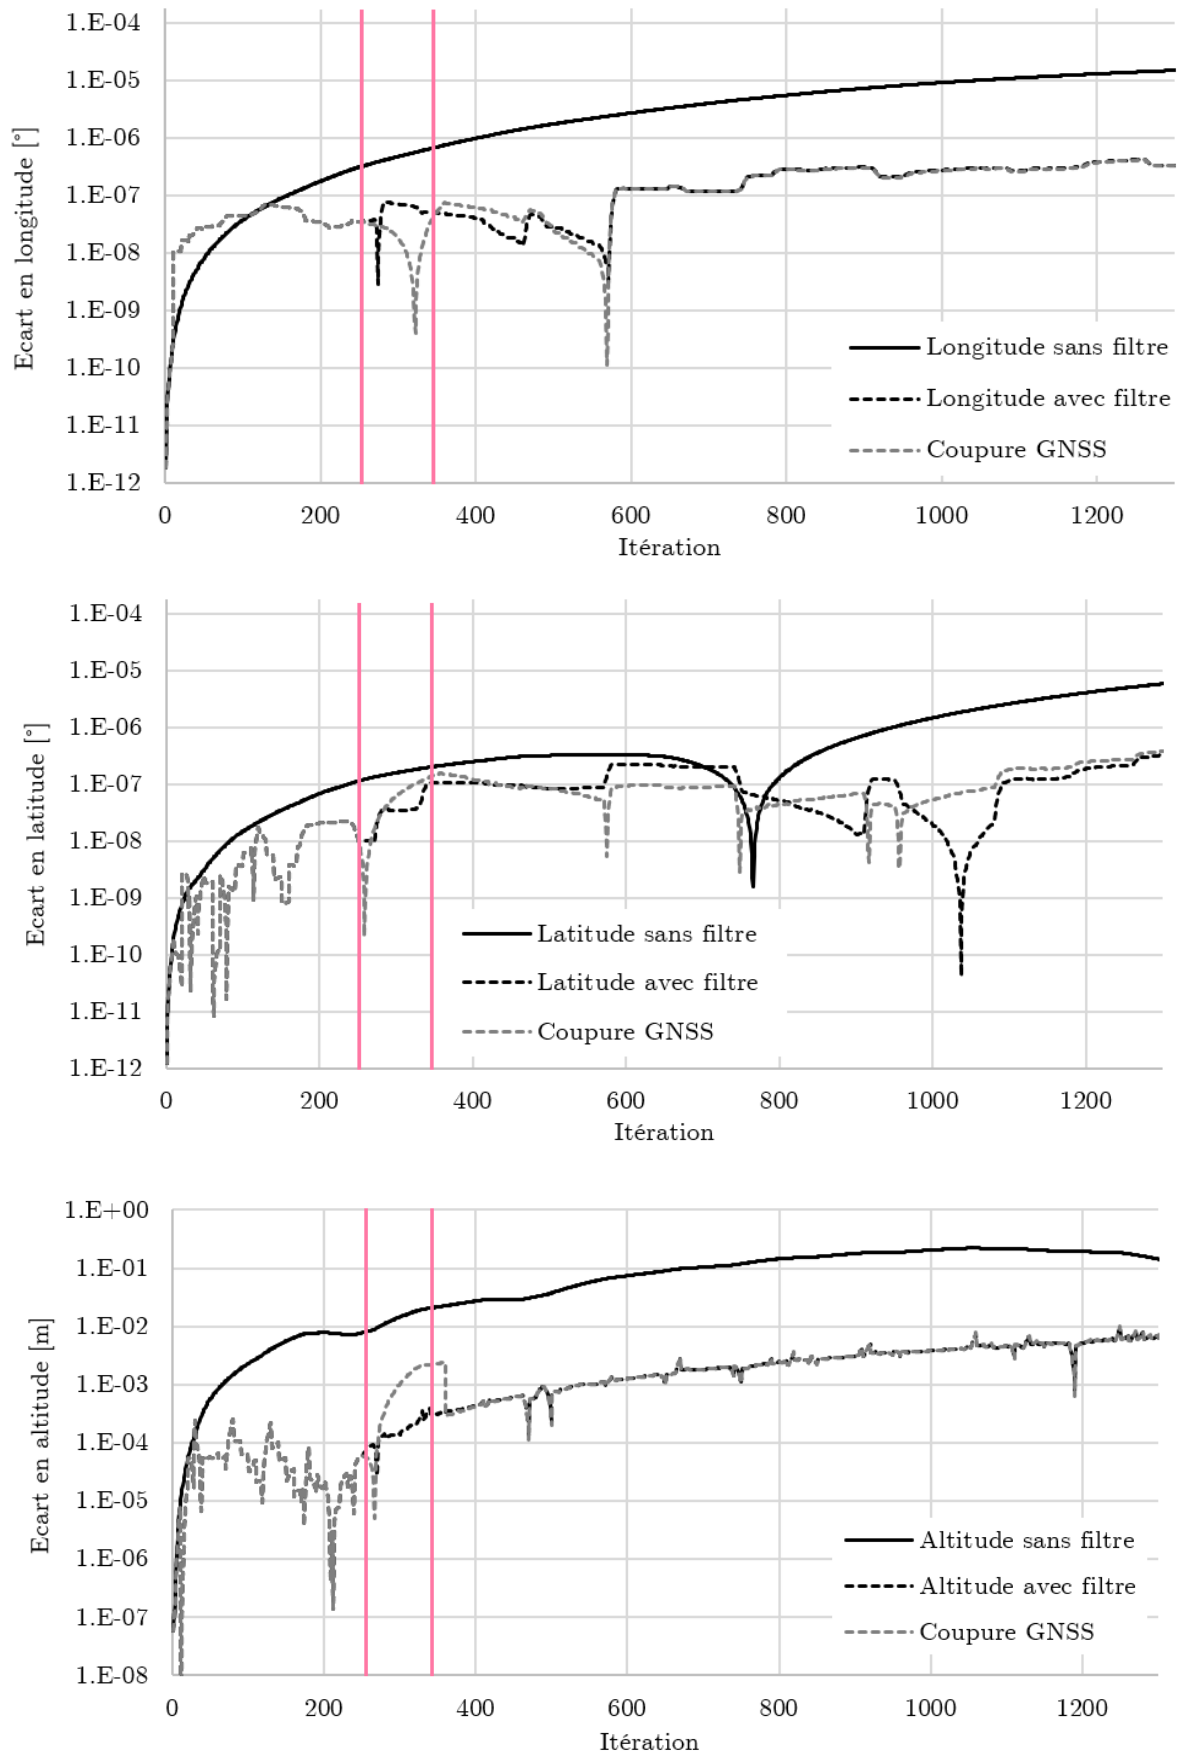 1.E-04
1.E-05
1.E-06
1.E-07
1.E-08
1.E-09
1.E-10
1.E-11
1.E-12
Ecart en longitude [°]
0 200 400 600 800 1000 1200
Itération
Longitude sans filtre
Longitude avec filtre
Coupure GNSS
1.E-04
1.E-05
1.E-06
1.E-07
1.E-08
1.E-09
1.E-10
1.E-11
1.E-12
Ecart en latitude [°]
0 200 400 600 800 1000 1200
Itération
Latitude sans filtre
Latitude avec filtre
Coupure GNSS
1.E+00
1.E-01
1.E-02
1.E-03
1.E-04
1.E-05
1.E-06
1.E-07
1.E-08
Ecart en altitude [m]
0 200 400 600 800 1000 1200
Itération
Altitude sans filtre
Altitude avec filtre
Coupure GNSS